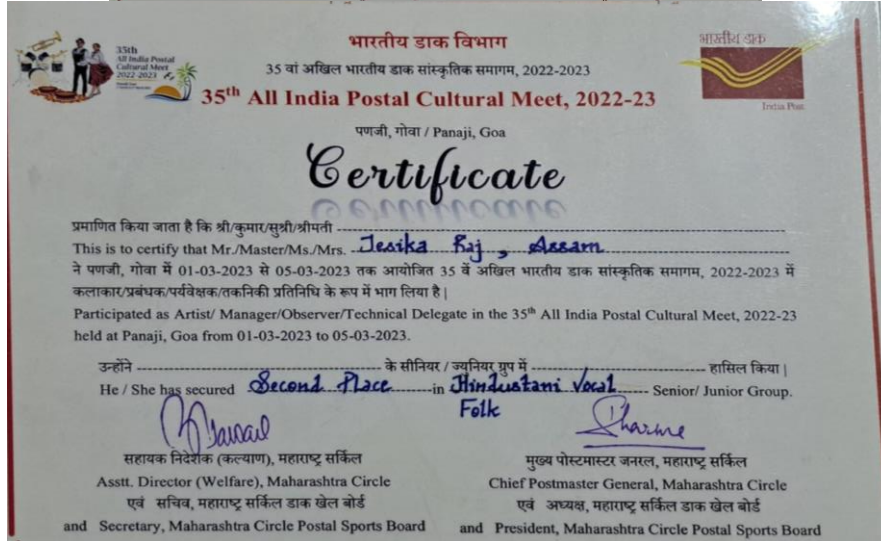 35th
All India Postal
Cultural Meet
2022-2023
भारतीय डाक विभाग
भारतीय डाक
India Post
35 वां अखिल भारतीय डाक सांस्कृतिक समागम, 2022-2023
35th All India Postal Cultural Meet, 2022-23
पणजी, गोवा / Panaji, Goa
Certificate
प्रमाणित किया जाता है कि श्री/कुमार/सुश्री/श्रीमती
This is to certify that Mr./Master/Ms./Mrs. Jesika Raj, Assam
ने पणजी, गोवा में 01-03-2023 से 05-03-2023 तक आयोजित 35 वें अखिल भारतीय डाक सांस्कृतिक समागम, 2022-2023 में
कलाकार/प्रबंधक/पर्यवेक्षक/तकनिकी प्रतिनिधि के रूप में भाग लिया है |
Participated as Artist/ Manager/Observer/Technical Delegate in the 35th All India Postal Cultural Meet, 2022-23
held at Panaji, Goa from 01-03-2023 to 05-03-2023.
उन्होंने के सीनियर / ज्युनियर ग्रुप में हासिल किया |
He / She has secured Second Place in Hindustani Vocal Senior/ Junior Group.
Folk
सहायक निदेशक (कल्याण), महाराष्ट्र सर्किल
Asstt. Director (Welfare), Maharashtra Circle
एवं सचिव, महाराष्ट्र सर्किल डाक खेल बोर्ड
and Secretary, Maharashtra Circle Postal Sports Board
मुख्य पोस्टमास्टर जनरल, महाराष्ट्र सर्किल
Chief Postmaster General, Maharashtra Circle
एवं अध्यक्ष, महाराष्ट्र सर्किल डाक खेल बोर्ड
and President, Maharashtra Circle Postal Sports Board